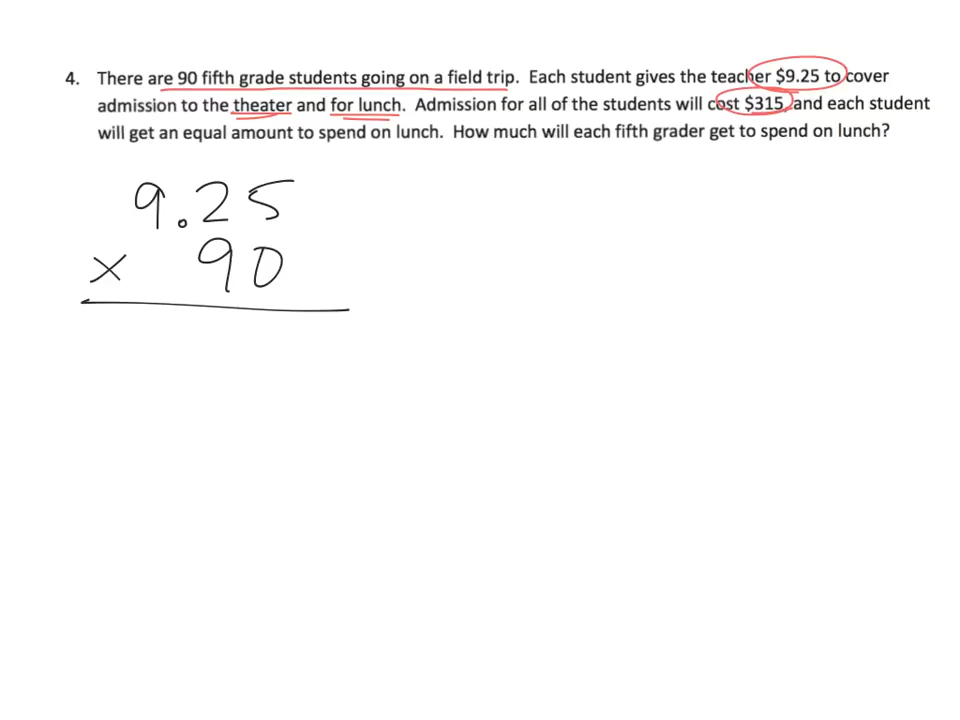 4. There are 90 fifth grade students going on a field trip. Each student gives the teacher $9.25 to cover
admission to the theater and for lunch. Admission for all of the students will cost $315 and each student
will get an equal amount to spend on lunch. How much will each fifth grader get to spend on lunch?
9.25
× 90